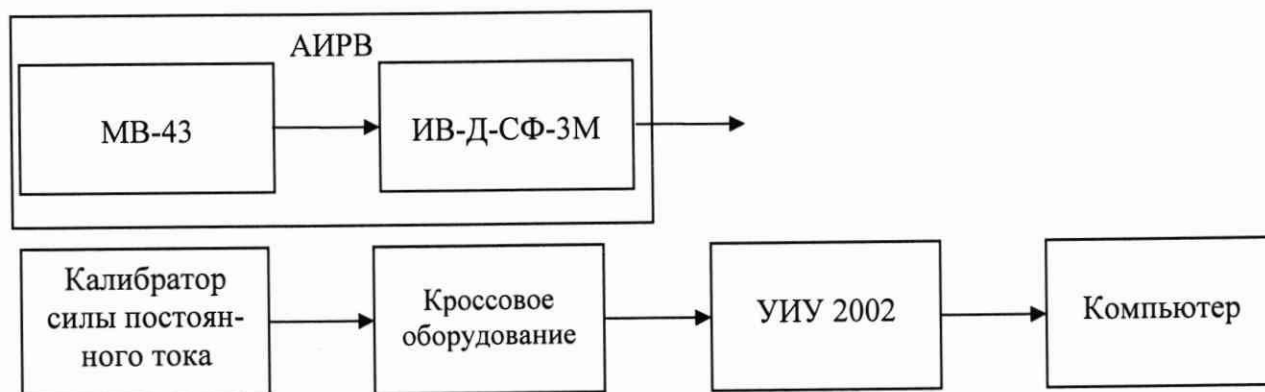 АИРВ
МВ-43
ИВ-Д-СФ-3М
Калибратор
силы постоян-
ного тока
Кроссовое
оборудование
УИУ 2002
Компьютер